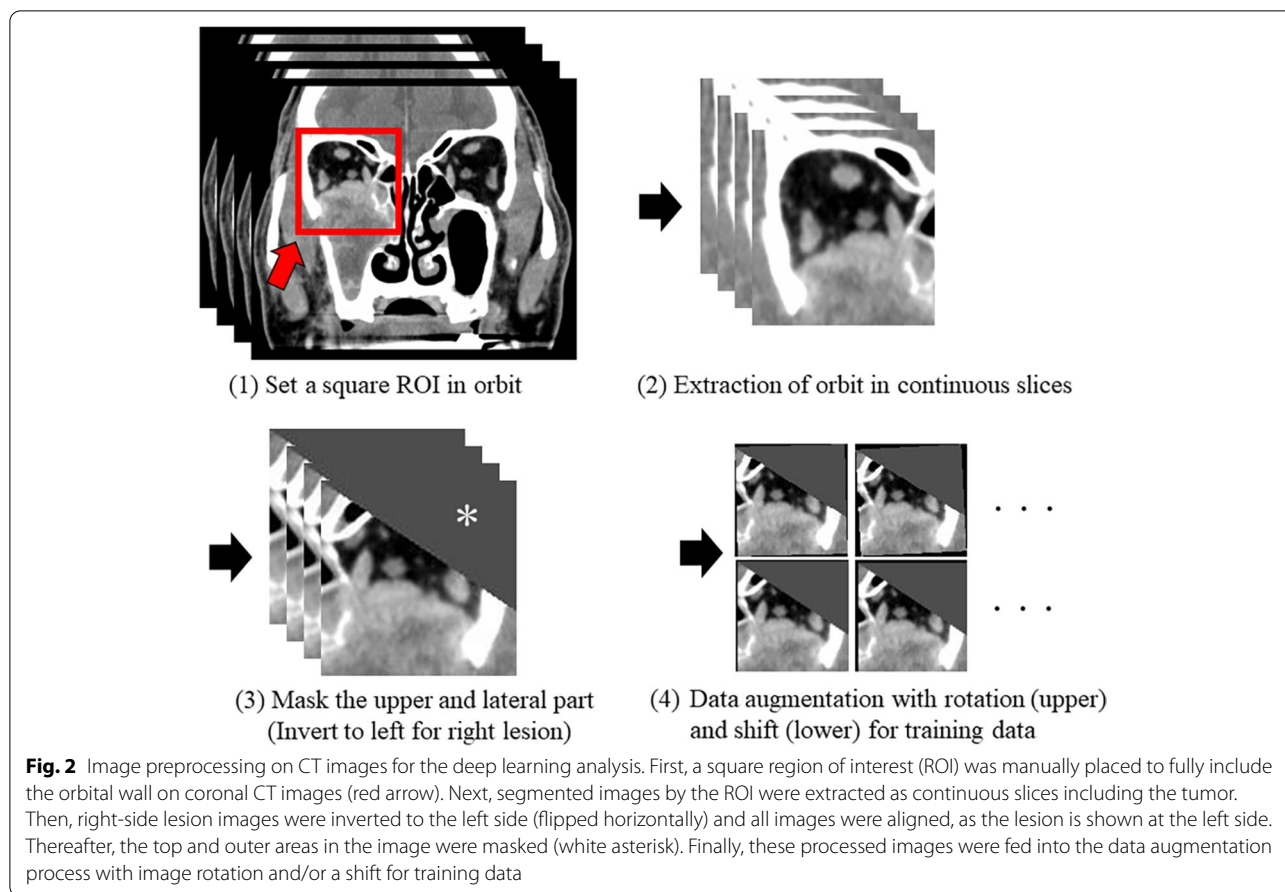 (1) Set a square ROI in orbit
(2) Extraction of orbit in continuous slices
*
(3) Mask the upper and lateral part
(Invert to left for right lesion)
(4) Data augmentation with rotation (upper)
and shift (lower) for training data
Fig. 2 Image preprocessing on CT images for the deep learning analysis. First, a square region of interest (ROI) was manually placed to fully include
the orbital wall on coronal CT images (red arrow). Next, segmented images by the ROI were extracted as continuous slices including the tumor.
Then, right-side lesion images were inverted to the left side (flipped horizontally) and all images were aligned, as the lesion is shown at the left side.
Thereafter, the top and outer areas in the image were masked (white asterisk). Finally, these processed images were fed into the data augmentation
process with image rotation and/or a shift for training data